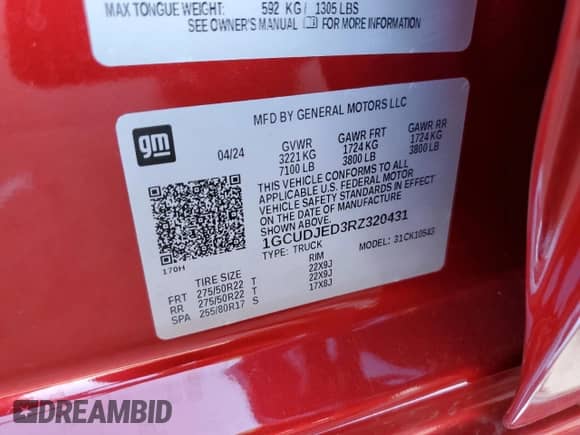 MAX TONGUE WEIGHT: 592 KG / 1305 LBS
SEE OWNER'S MANUAL FOR MORE INFORMATION
MFD BY GENERAL MOTORS LLC
gm
04/24
GVWR GAWR FRT GAWR RR
3221 KG 1724 KG 1724 KG
7100 LB 3800 LB 3800 LB
THIS VEHICLE CONFORMS TO ALL
APPLICABLE U.S. FEDERAL MOTOR
VEHICLE SAFETY STANDARDS IN EFFECT
ON THE DATE OF MANUFACTURE
SHOWN ABOVE.
1GCUDJED3RZ320431
TYPE: TRUCK MODEL: 31CK10543
170H
TIRE SIZE RIM
FRT 275/50R22 T 22X9J
RR 275/50R22 T 22X9J
SPA 255/80R17 S 17X8J
DREAMBID